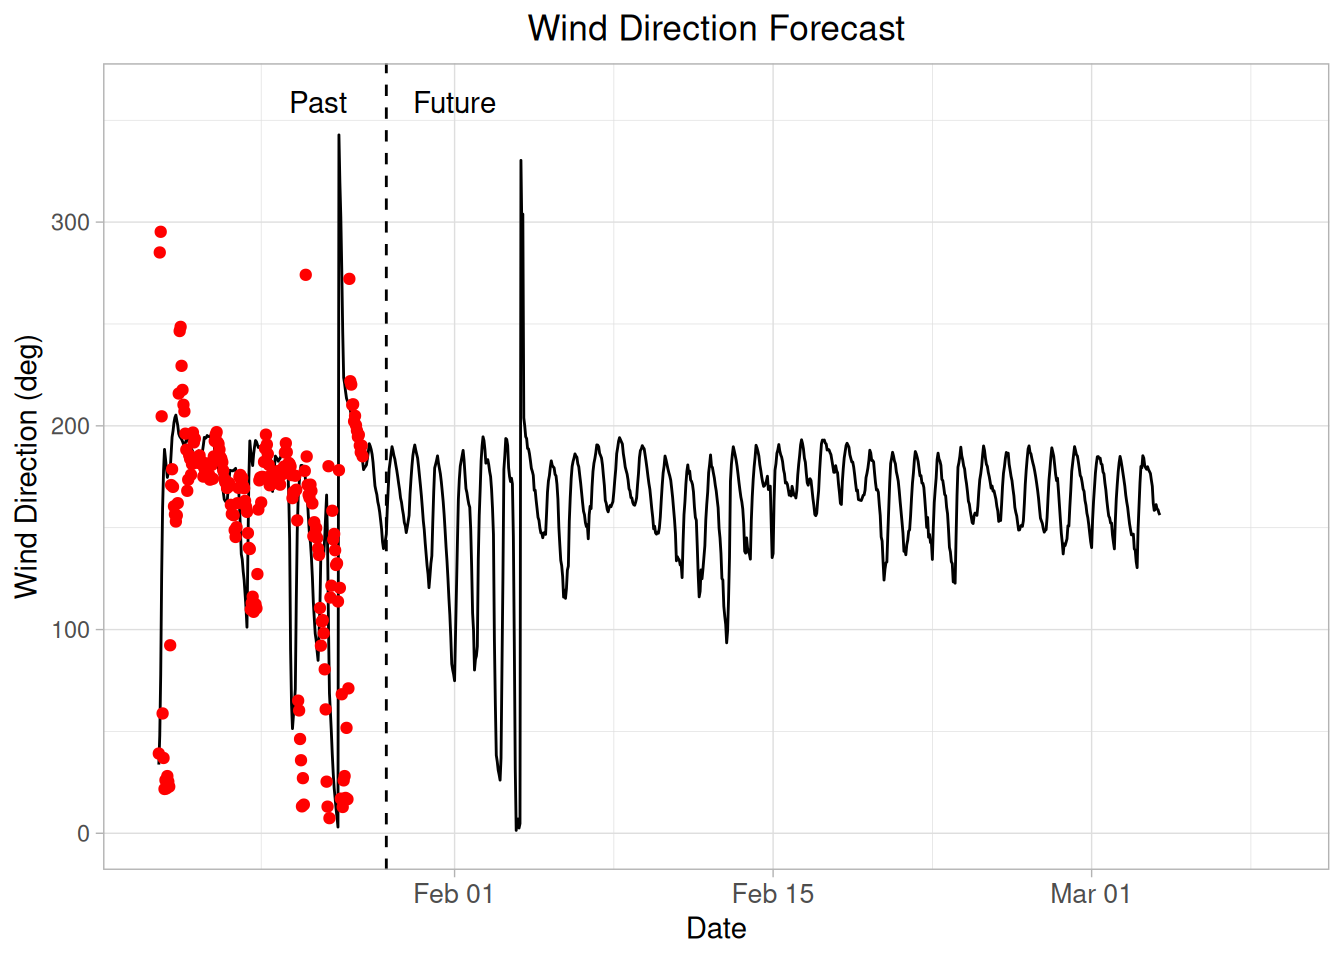 Wind Direction Forecast
Past
Future
300
200
100
0
Wind Direction (deg)
Feb 01
Feb 15
Mar 01
Date